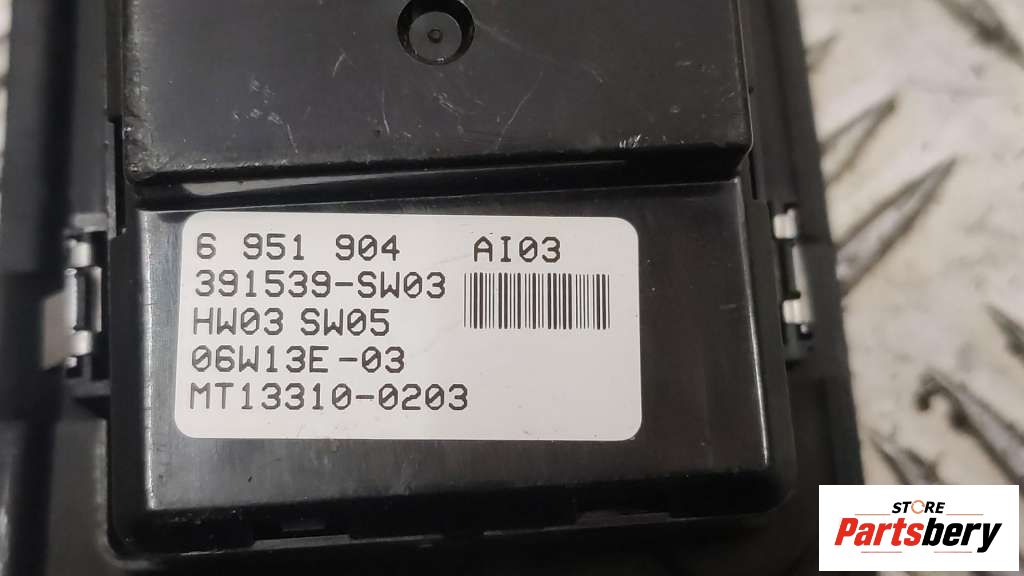 6 951 904 AI03
391539-SW03
HW03 SW05
06W13E-03
MT13310-0203
STORE
Partsbery